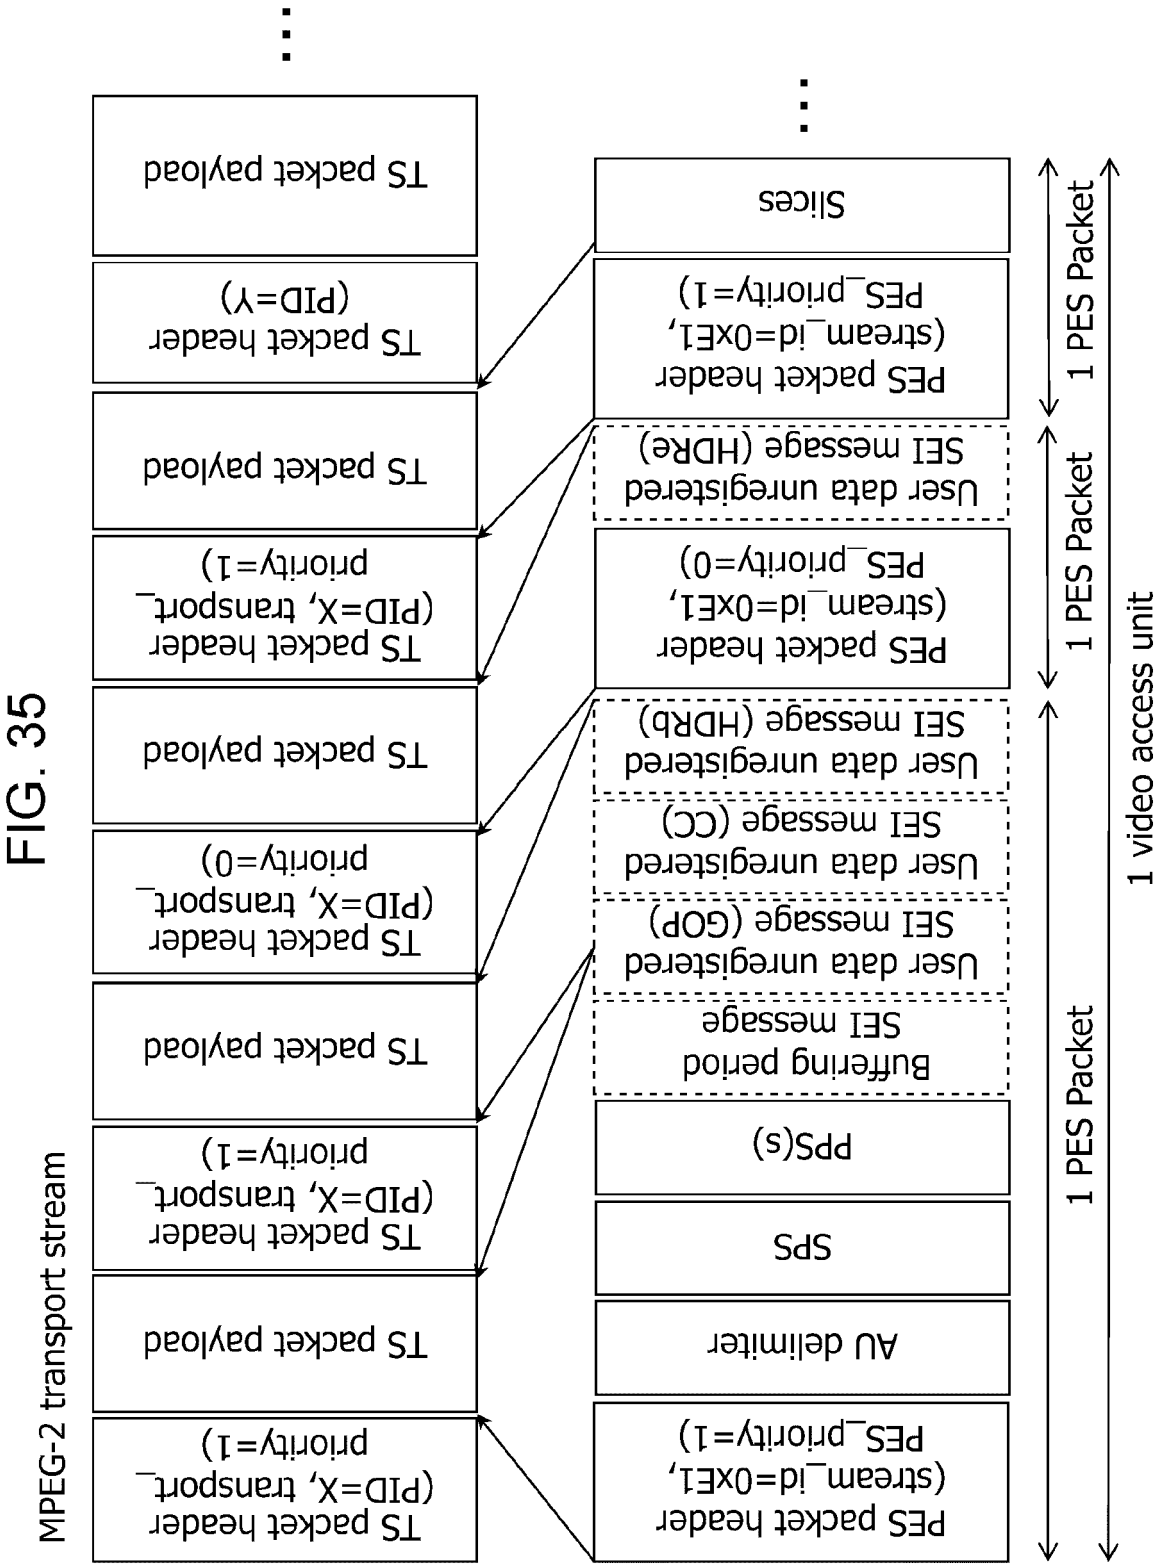 FIG. 35
MPEG-2 transport stream
TS packet header
(PID=X, transport_
priority=1)
TS packet payload
TS packet header
(PID=X, transport_
priority=1)
TS packet payload
TS packet header
(PID=X, transport_
priority=0)
TS packet payload
TS packet header
(PID=X, transport_
priority=1)
TS packet payload
TS packet header
(PID=Y)
TS packet payload
...
PES packet header
(stream_id=0xE1,
PES_priority=1)
AU delimiter
SPS
PPS(s)
Buffering period
SEI message
User data unregistered
SEI message (GOP)
User data unregistered
SEI message (CC)
User data unregistered
SEI message (HDRb)
PES packet header
(stream_id=0xE1,
PES_priority=0)
User data unregistered
SEI message (HDRe)
PES packet header
(stream_id=0xE1,
PES_priority=1)
Slices
...
1 PES Packet
1 PES Packet
1 PES Packet
1 video access unit